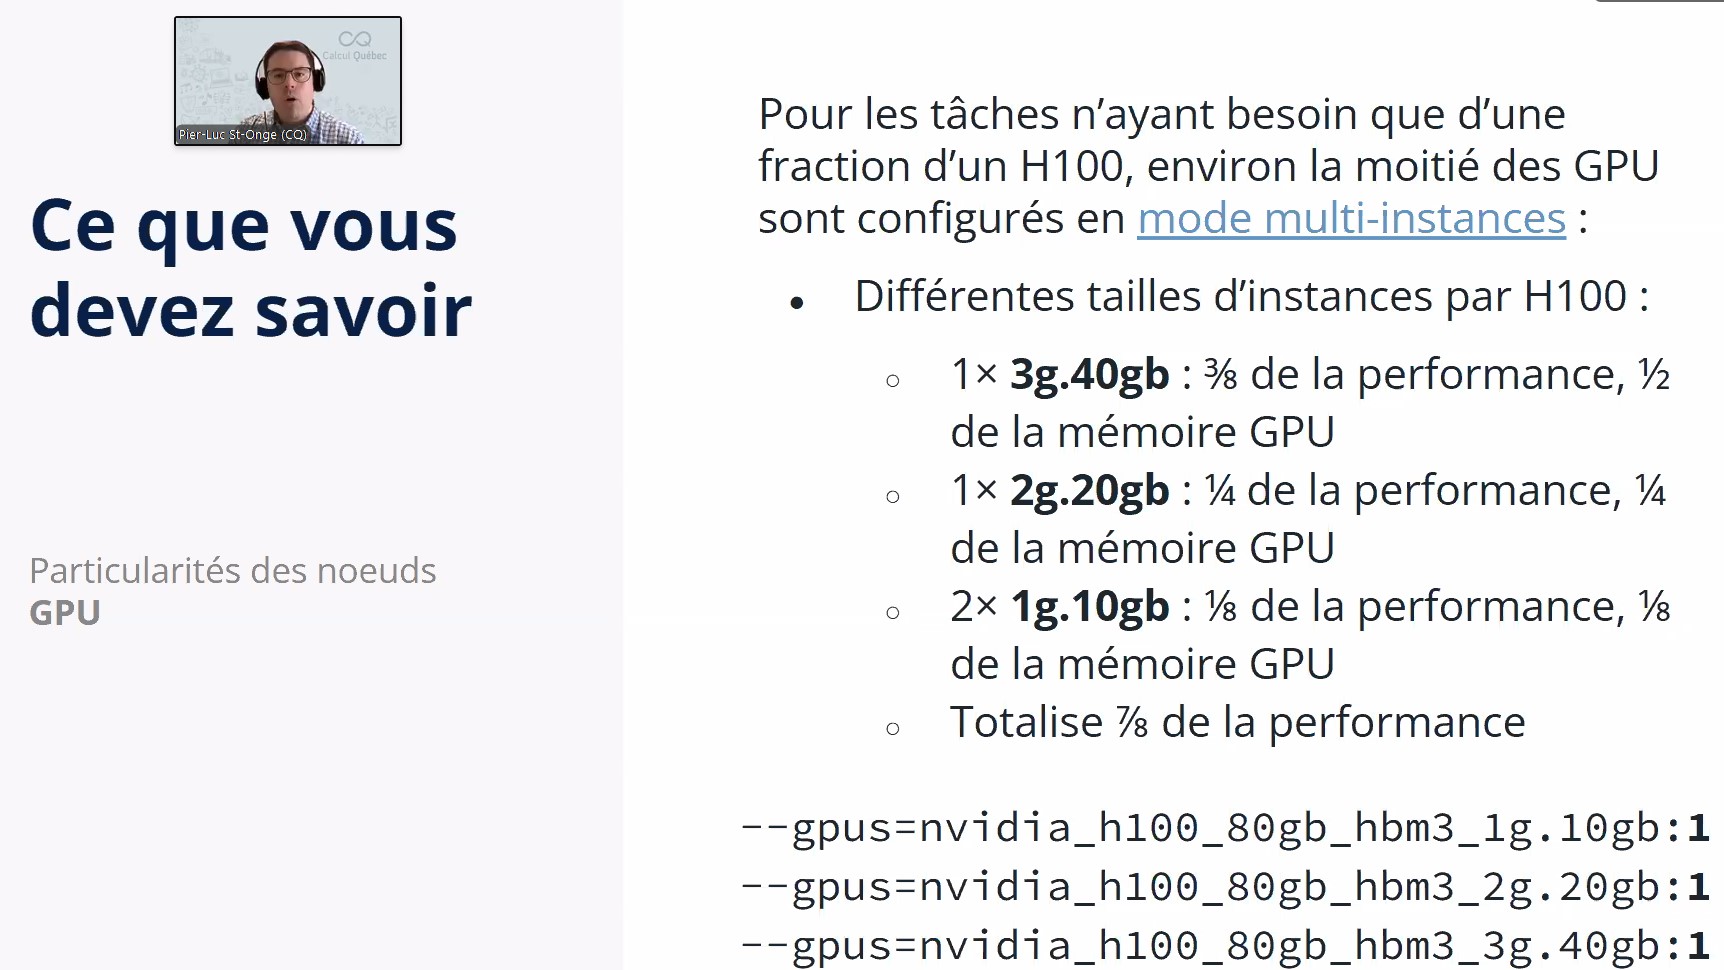 Calcul Québec
Pier-Luc St-Onge (CQ)
Ce que vous
devez savoir
Particularités des noeuds
GPU
Pour les tâches n’ayant besoin que d’une
fraction d’un H100, environ la moitié des GPU
sont configurés en mode multi-instances :
● Différentes tailles d’instances par H100 :
○ 1× 3g.40gb : ⅜ de la performance, ½
de la mémoire GPU
○ 1× 2g.20gb : ¼ de la performance, ¼
de la mémoire GPU
○ 2× 1g.10gb : ⅛ de la performance, ⅛
de la mémoire GPU
○ Totalise ⅞ de la performance
--gpus=nvidia_h100_80gb_hbm3_1g.10gb:1
--gpus=nvidia_h100_80gb_hbm3_2g.20gb:1
--gpus=nvidia_h100_80gb_hbm3_3g.40gb:1